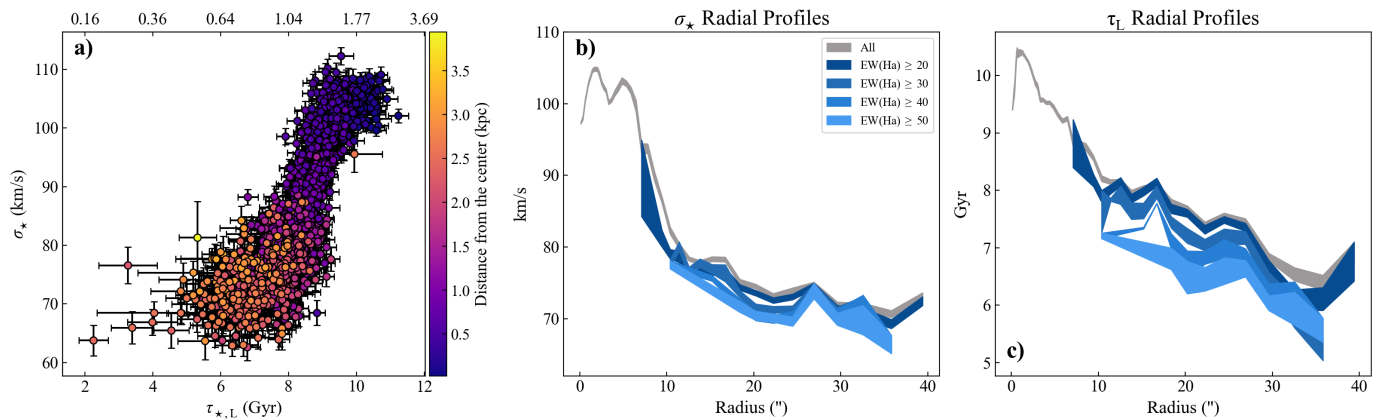 0.16 0.36 0.64 1.04 1.77 3.69
a)
110
100
90
80
70
60
σ⋆ (km/s)
2 4 6 8 10 12
τ⋆,L (Gyr)
3.5
3.0
2.5
2.0
1.5
1.0
0.5
Distance from the center (kpc)
σ⋆ Radial Profiles
b)
110
100
90
80
70
km/s
All
EW(Ha) ≥ 20
EW(Ha) ≥ 30
EW(Ha) ≥ 40
EW(Ha) ≥ 50
0 10 20 30 40
Radius (")
τL Radial Profiles
10
9
8
7
6
5
Gyr
c)
0 10 20 30 40
Radius (")